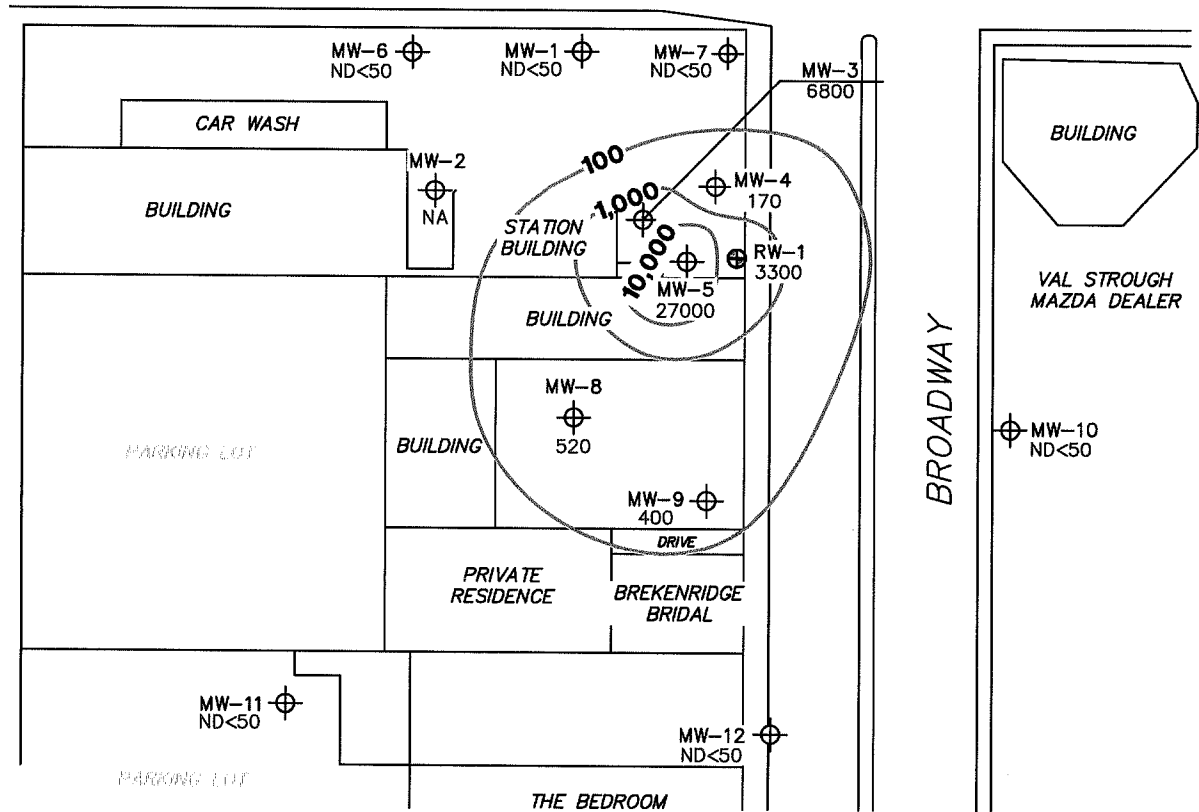 MW-6
ND<50
MW-1
ND<50
MW-7
ND<50
MW-3
6800
CAR WASH
BUILDING
MW-2
NA
BUILDING
100
1,000
10,000
MW-4
170
STATION
BUILDING
RW-1
3300
MW-5
27000
BUILDING
VAL STROUGH
MAZDA DEALER
BROADWAY
MW-8
520
BUILDING
PARKING LOT
MW-10
ND<50
MW-9
400
DRIVE
PRIVATE
RESIDENCE
BREKENRIDGE
BRIDAL
MW-11
ND<50
MW-12
ND<50
PARKING LOT
THE BEDROOM